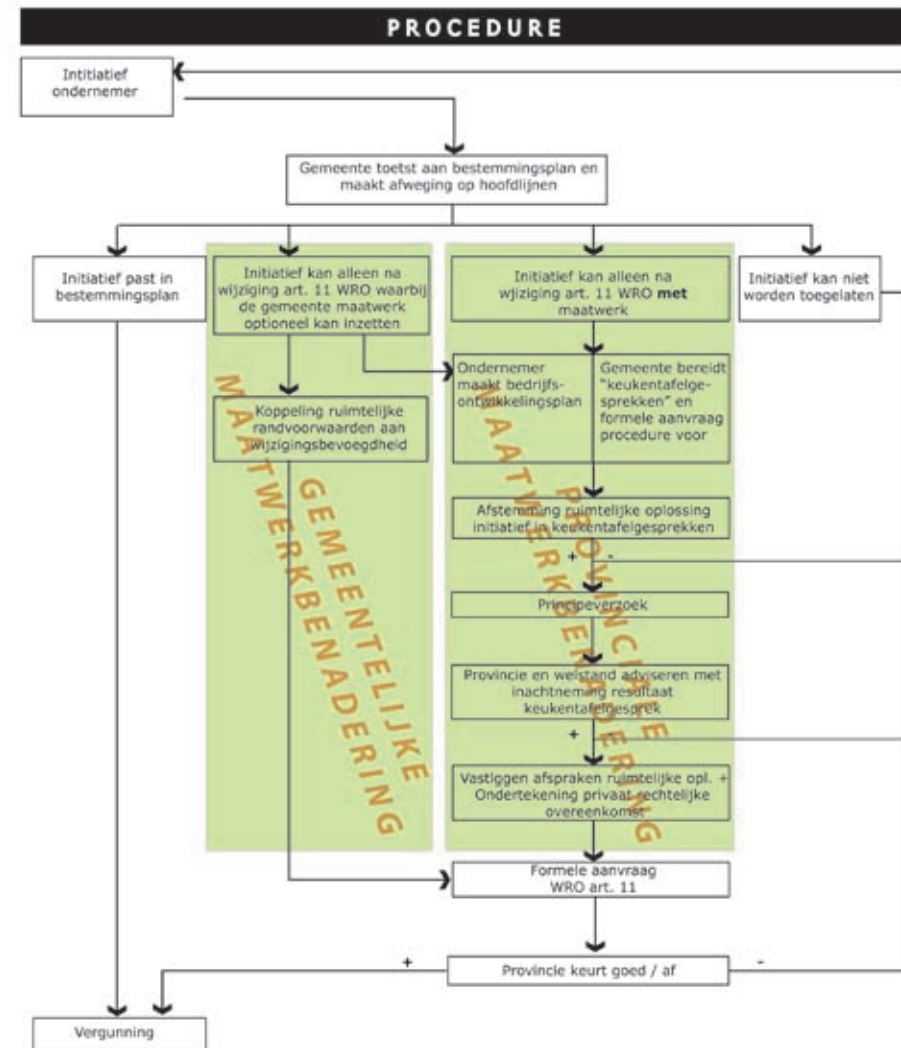 PROCEDURE
Intitiatief
ondernemer
Gemeente toetst aan bestemmingsplan en
maakt afweging op hoofdlijnen
Initiatief past in
bestemmingsplan
Initiatief kan alleen na
wijziging art. 11 WRO waarbij
de gemeente maatwerk
optioneel kan inzetten
Initiatief kan alleen na
wjziging art. 11 WRO met
maatwerk
Initiatief kan niet
worden toegelaten
Koppeling ruimtelijke
randvoorwaarden aan
wijzigingsbevoegdheid
Ondernemer
maakt bedrijfs-
ontwikkelingsplan
Gemeente bereidt
"keukentafelge-
sprekken" en
formele aanvraag
procedure voor
GEMEENTELIJKE
MAATWERKBENADERING
PROVINCIALE
MAATWERKBENADERING
Afstemming ruimtelijke oplossing
initiatief in keukentafelgesprekken
+ -
Principeverzoek
Provincie en welstand adviseren met
inachtneming resultaat
keukentafelgesprek
+ -
Vastlggen afspraken ruimtelijke opl. +
Ondertekening privaat rechtelijke
overeenkomst
Formele aanvraag
WRO art. 11
+
Provincie keurt goed / af
-
Vergunning